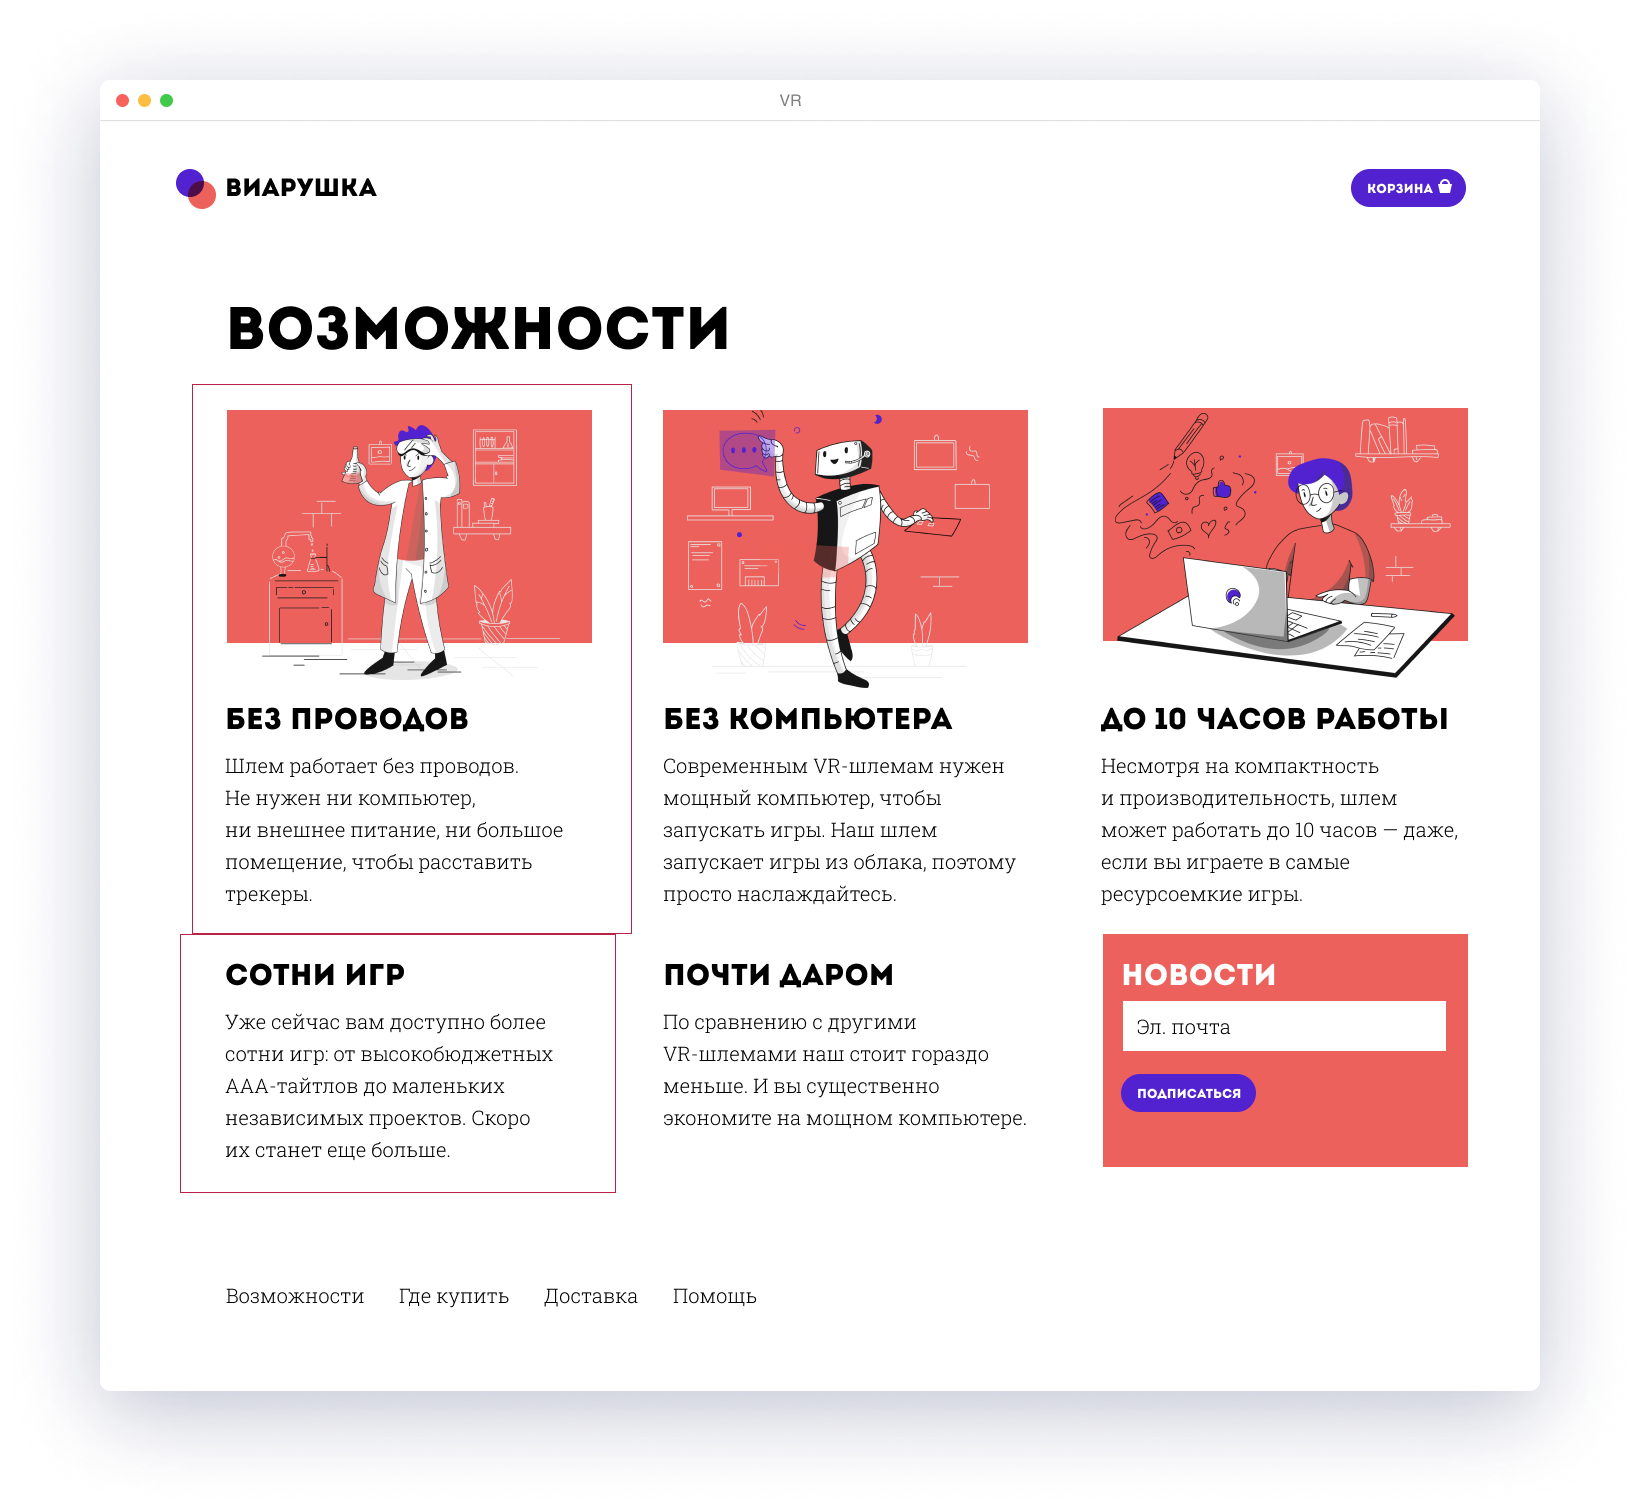 VR
ВИАРУШКА
КОРЗИНА
ВОЗМОЖНОСТИ
БЕЗ ПРОВОДОВ
Шлем работает без проводов.
Не нужен ни компьютер,
ни внешнее питание, ни большое
помещение, чтобы расставить
трекеры.
БЕЗ КОМПЬЮТЕРА
Современным VR-шлемам нужен
мощный компьютер, чтобы
запускать игры. Наш шлем
запускает игры из облака, поэтому
просто наслаждайтесь.
ДО 10 ЧАСОВ РАБОТЫ
Несмотря на компактность
и производительность, шлем
может работать до 10 часов — даже,
если вы играете в самые
ресурсоемкие игры.
СОТНИ ИГР
Уже сейчас вам доступно более
сотни игр: от высокобюджетных
ААА-тайтлов до маленьких
независимых проектов. Скоро
их станет еще больше.
ПОЧТИ ДАРОМ
По сравнению с другими
VR-шлемами наш стоит гораздо
меньше. И вы существенно
экономите на мощном компьютере.
НОВОСТИ
Эл. почта
ПОДПИСАТЬСЯ
Возможности Где купить Доставка Помощь